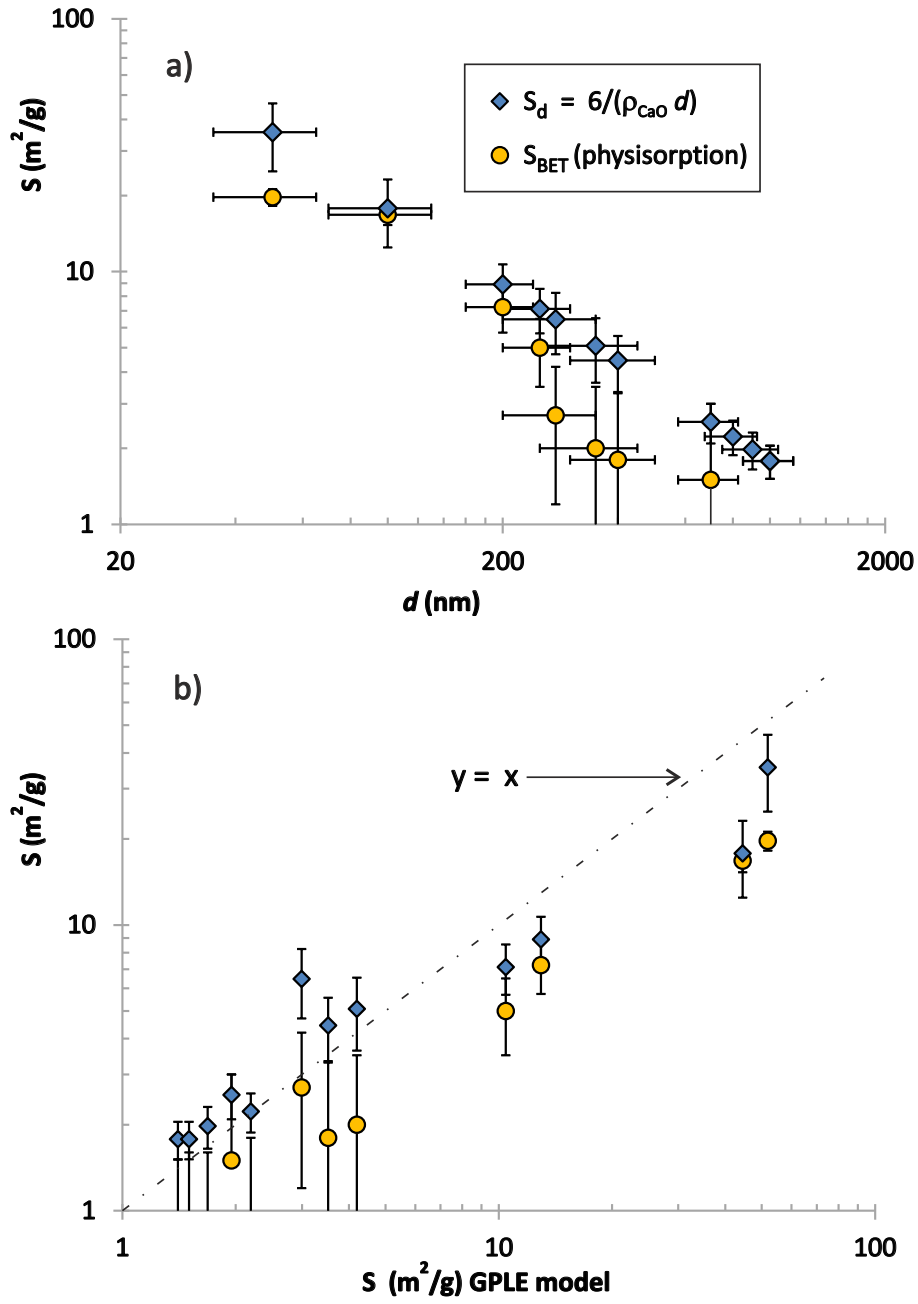 100
a)
S (m²/g)
S_d = 6/(ρ_CaO d)
S_BET (physisorption)
10
1
20
200
2000
d (nm)
100
b)
S (m²/g)
y = x
10
1
1
10
100
S (m²/g) GPLE model